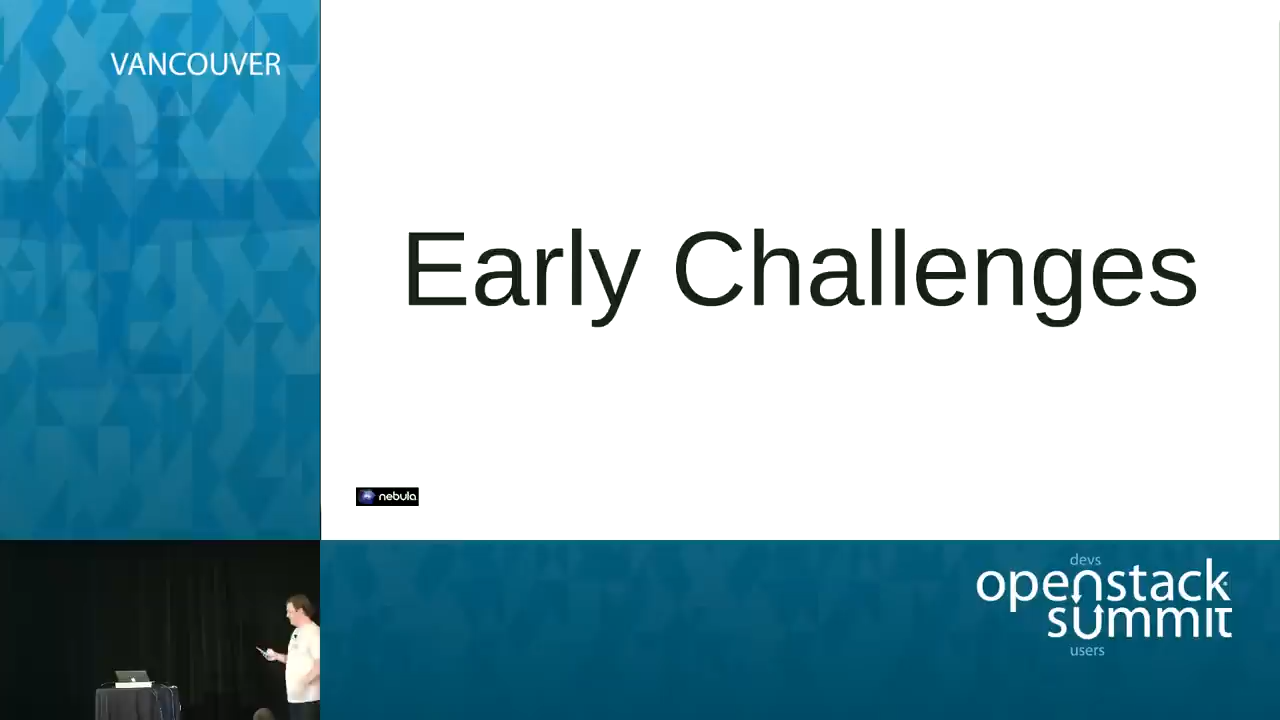 VANCOUVER
Early Challenges
nebula
devs
openstack
summit
users